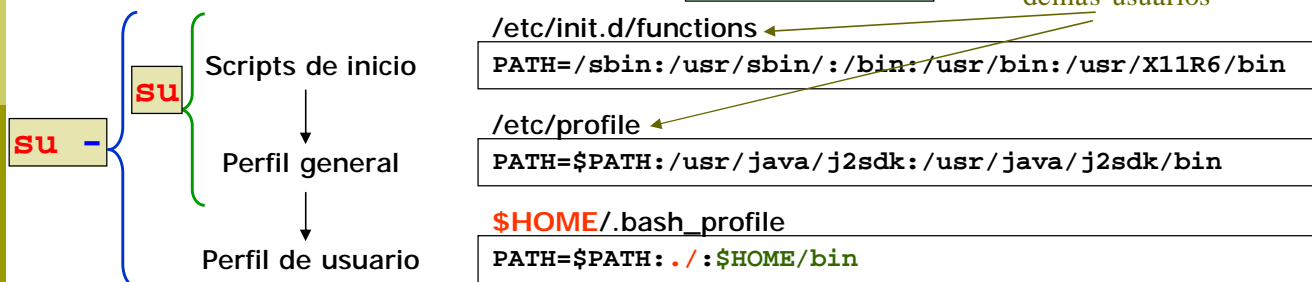 demás usuarios
/etc/init.d/functions
Scripts de inicio
PATH=/sbin:/usr/sbin/:/bin:/usr/bin:/usr/X11R6/bin
su
/etc/profile
su -
Perfil general
PATH=$PATH:/usr/java/j2sdk:/usr/java/j2sdk/bin
$HOME/.bash_profile
Perfil de usuario
PATH=$PATH:./:$HOME/bin